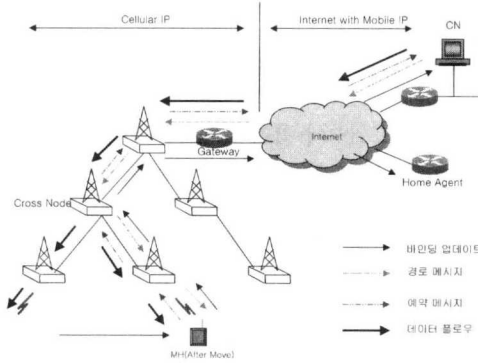 Cellular IP
Internet with Mobile IP
CN
Internet
Gateway
Home Agent
Cross Node
바인딩 업데이트
경로 메시지
예약 메시지
데이터 플로우
MH(After Move)